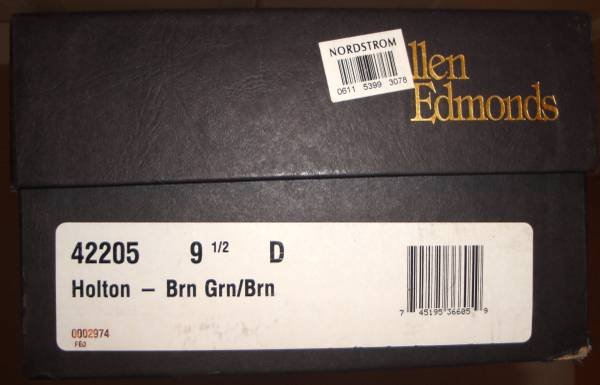 NORDSTROM
0611 5399 3078
llen
Edmonds
42205 9 1/2 D
Holton – Brn Grn/Brn
7 45195 36605 9
0002974